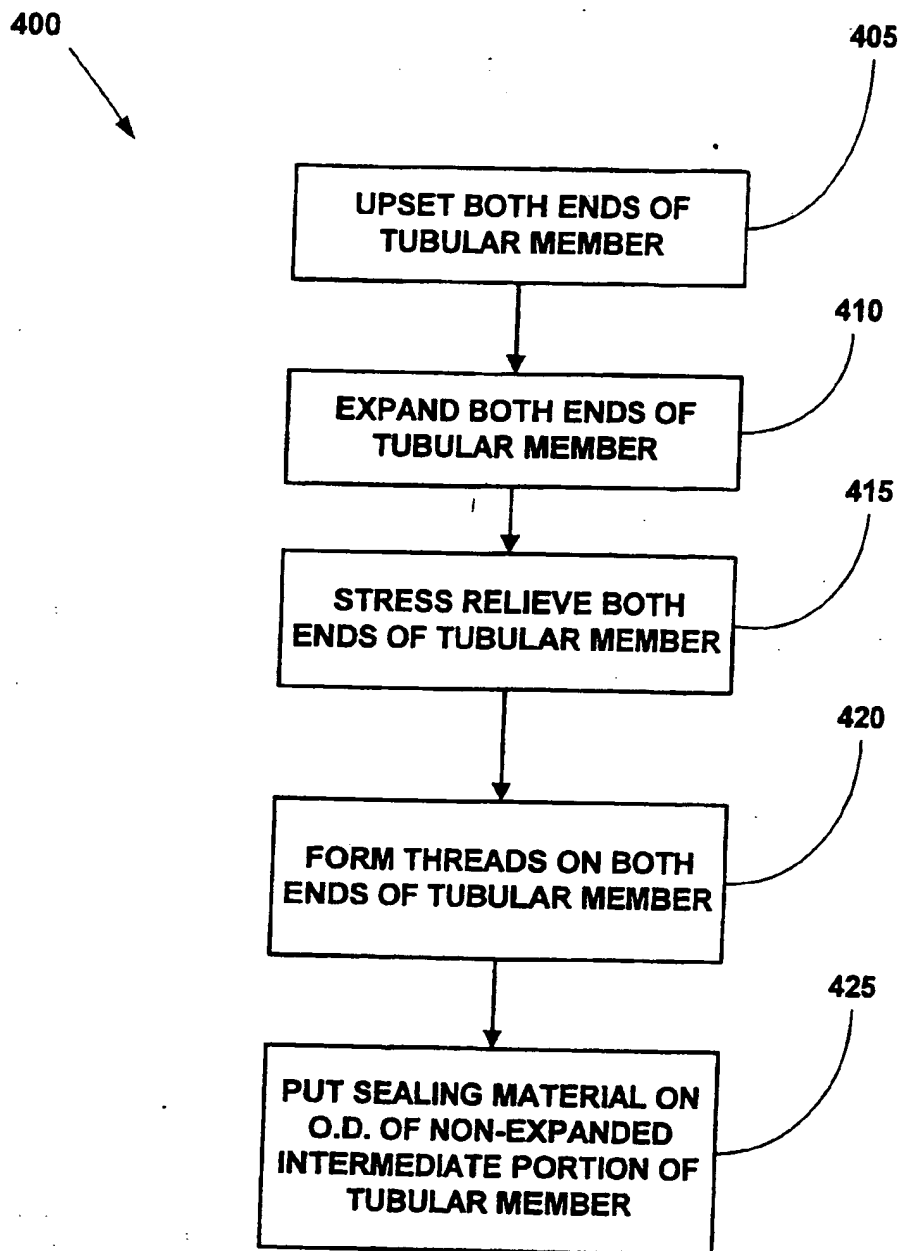 400
405
UPSET BOTH ENDS OF
TUBULAR MEMBER
410
EXPAND BOTH ENDS OF
TUBULAR MEMBER
415
STRESS RELIEVE BOTH
ENDS OF TUBULAR MEMBER
420
FORM THREADS ON BOTH
ENDS OF TUBULAR MEMBER
425
PUT SEALING MATERIAL ON
O.D. OF NON-EXPANDED
INTERMEDIATE PORTION OF
TUBULAR MEMBER